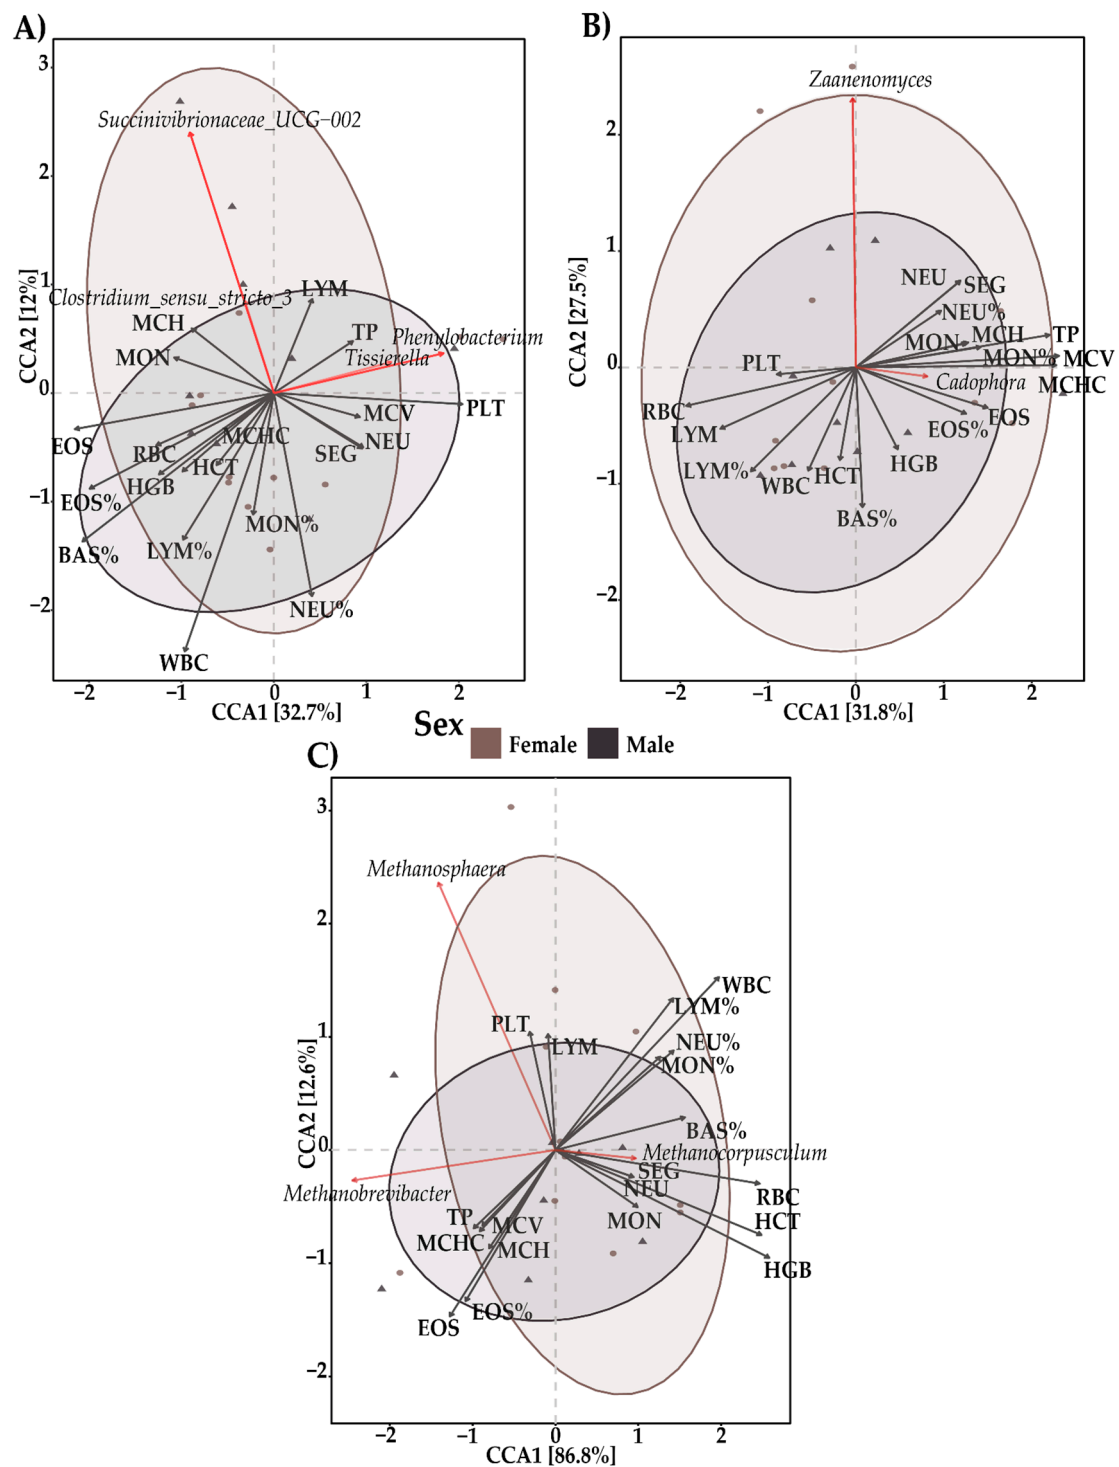 A)
3
2
1
0
−1
−2
CCA2 [12%]
Succinivibrionaceae_UCG−002
Clostridium_sensu_stricto_3
LYM
MCH
TP
Phenylobacterium
MON
Tissierella
PLT
MCV
MCHC
EOS
RBC
SEG
NEU
HCT
HGB
EOS%
MON%
BAS%
LYM%
NEU%
WBC
−2
−1
0
1
2
CCA1 [32.7%]
B)
2
1
0
−1
−2
CCA2 [27.5%]
Zaanenomyces
NEU
SEG
NEU%
MON
MCH
TP
PLT
MON%
MCV
Cadophora
MCHC
RBC
EOS
LYM
EOS%
HGB
LYM%
WBC
HCT
BAS%
−2
−1
0
1
2
CCA1 [31.8%]
Sex
Female
Male
C)
3
2
1
0
−1
−2
CCA2 [12.6%]
Methanosphaera
WBC
LYM%
PLT
LYM
NEU%
MON%
BAS%
Methanocorpusculum
SEG
Methanobrevibacter
NEU
RBC
TP
MCV
MON
HCT
MCHC
MCH
HGB
EOS%
EOS
−2
−1
0
1
2
CCA1 [86.8%]